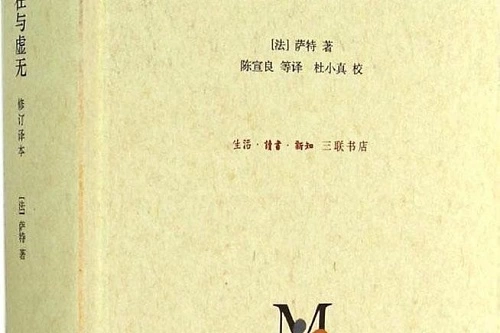 [法] 萨特 著
陈宣良 等译 杜小真 校
生活·读书·新知 三联书店
在与虚无
修订译本
[法] 萨特 著
M